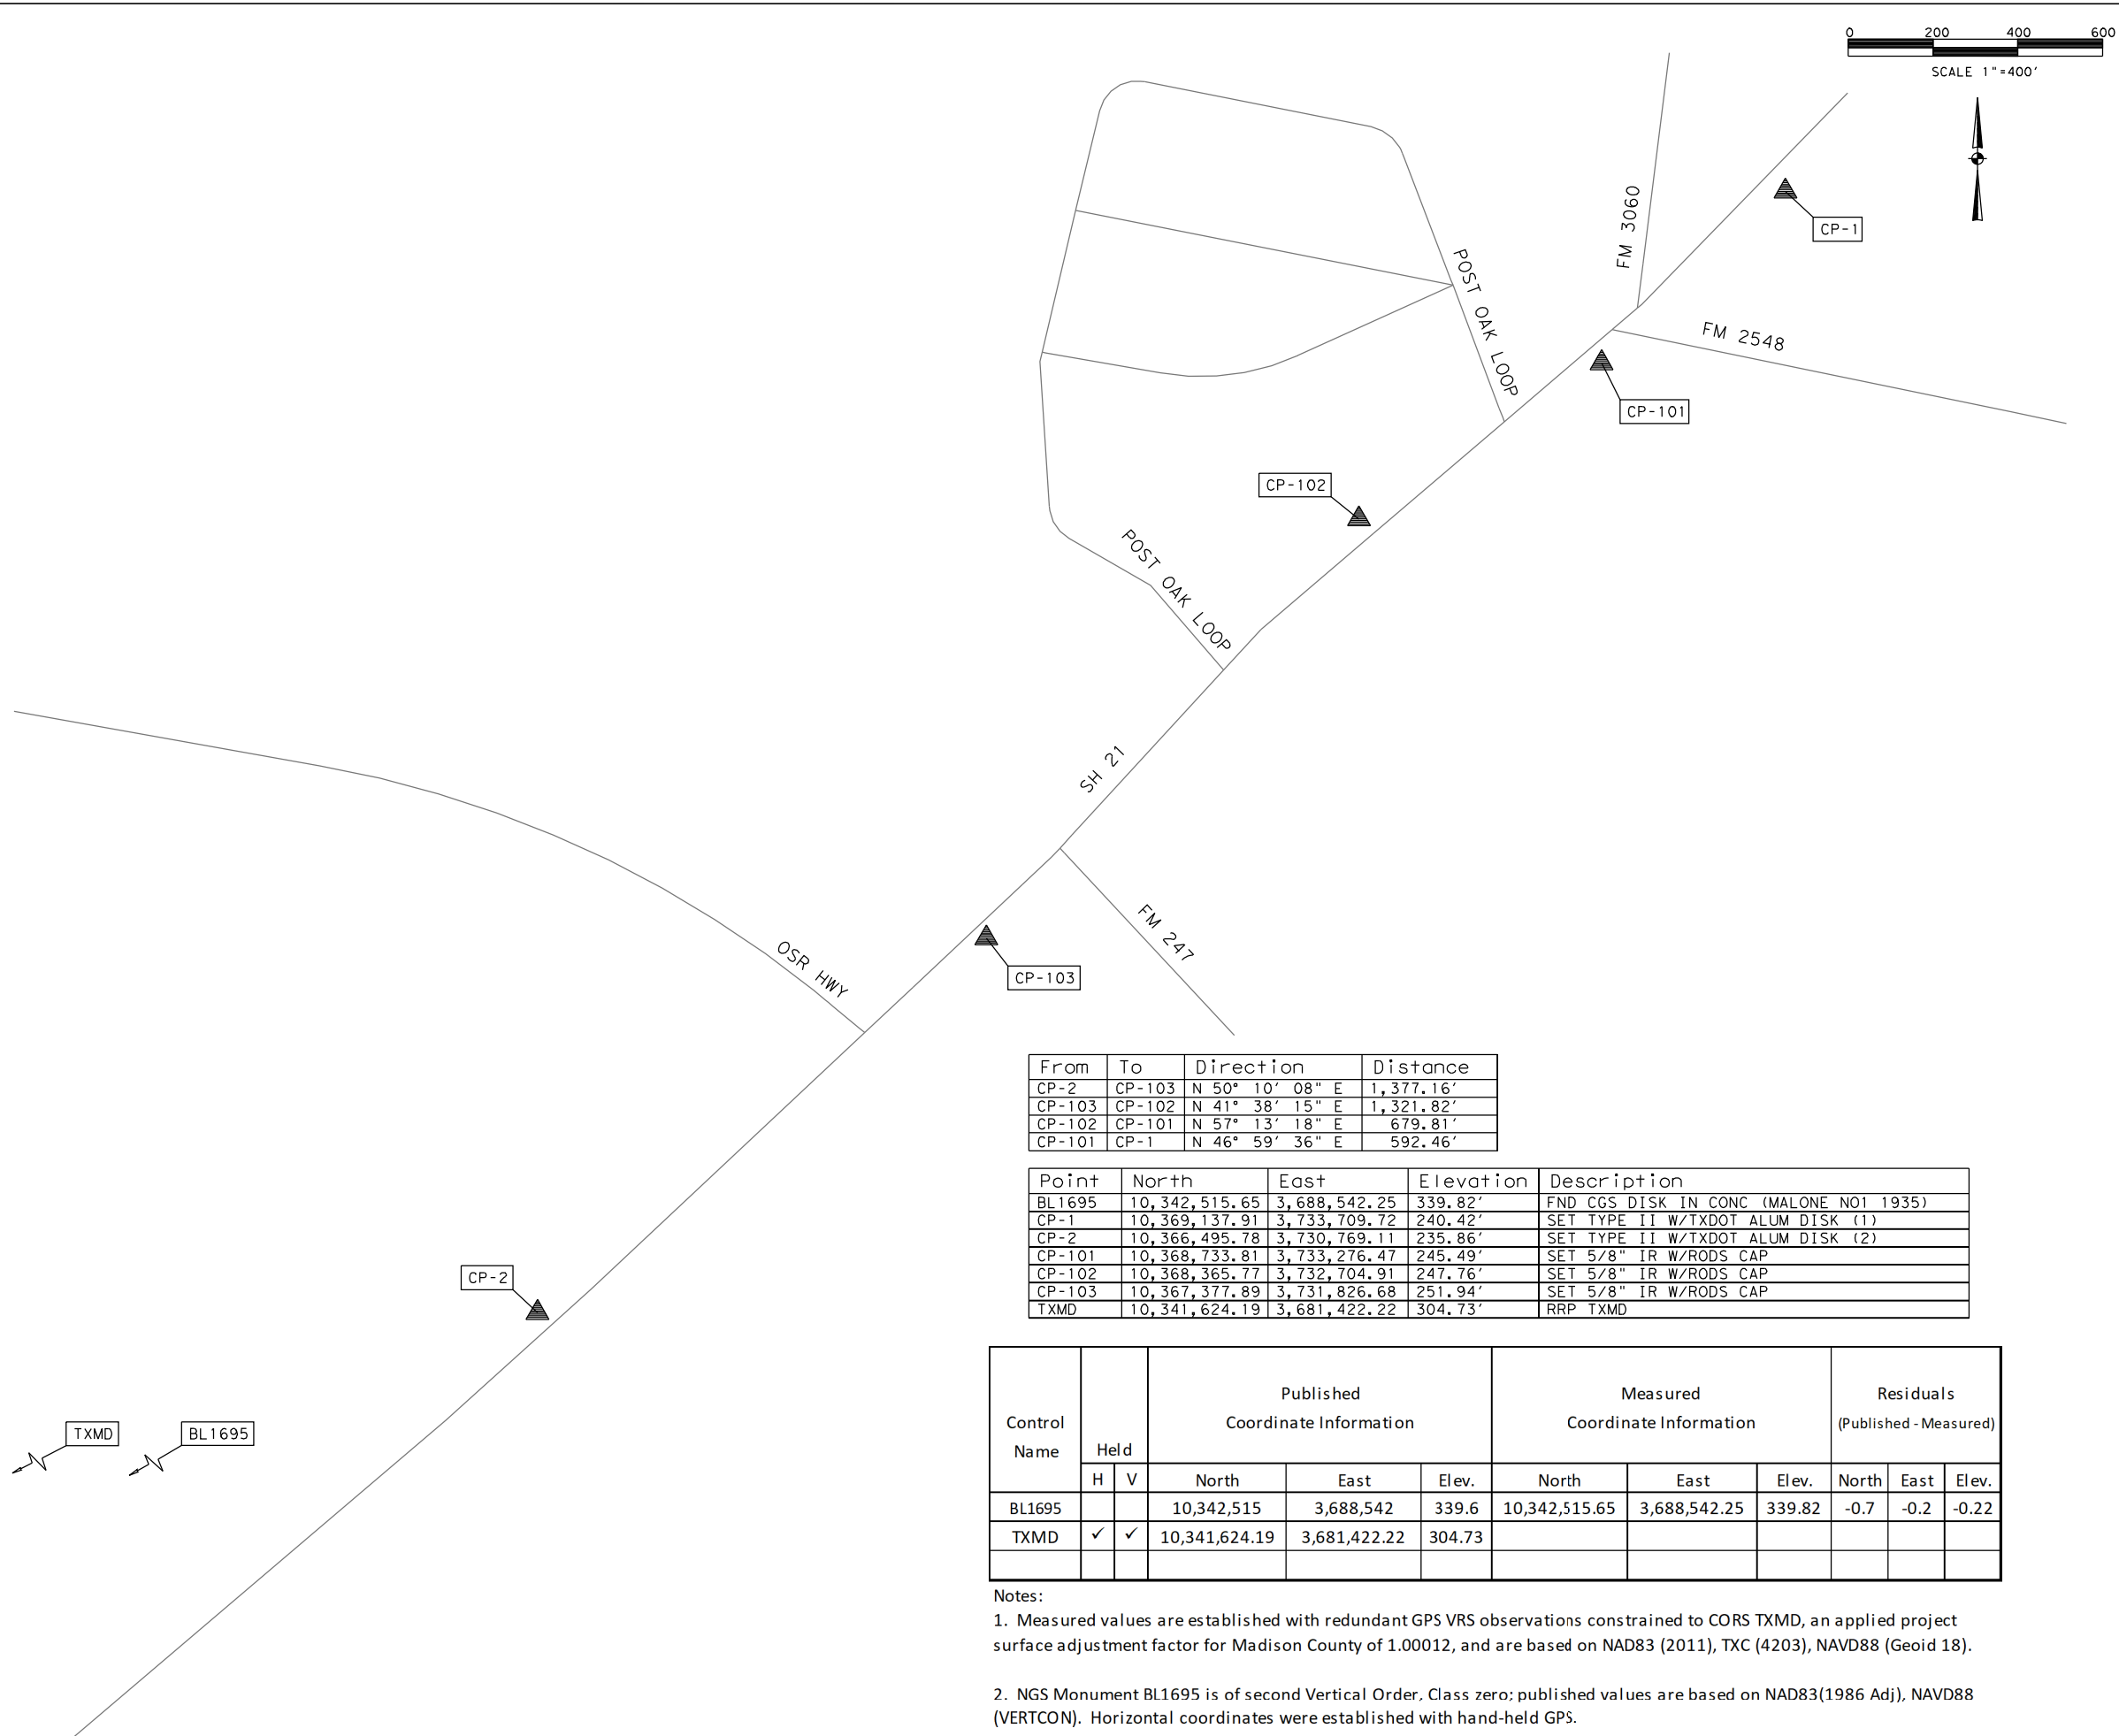 0 200 400 600
SCALE 1"=400'
FM 3060
CP-1
POST OAK LOOP
FM 2548
CP-101
CP-102
POST OAK LOOP
SH 21
FM 247
OSR HWY
CP-103
From To Direction Distance
CP-2 CP-103 N 50° 10' 08" E 1,377.16'
CP-103 CP-102 N 41° 38' 15" E 1,321.82'
CP-102 CP-101 N 57° 13' 18" E 679.81'
CP-101 CP-1 N 46° 59' 36" E 592.46'
Point North East Elevation Description
BL1695 10,342,515.65 3,688,542.25 339.82' FND CGS DISK IN CONC (MALONE NO1 1935)
CP-1 10,369,137.91 3,733,709.72 240.42' SET TYPE II W/TXDOT ALUM DISK (1)
CP-2 10,366,495.78 3,730,769.11 235.86' SET TYPE II W/TXDOT ALUM DISK (2)
CP-101 10,368,733.81 3,733,276.47 245.49' SET 5/8" IR W/RODS CAP
CP-102 10,368,365.77 3,732,704.91 247.76' SET 5/8" IR W/RODS CAP
CP-103 10,367,377.89 3,731,826.68 251.94' SET 5/8" IR W/RODS CAP
TXMD 10,341,624.19 3,681,422.22 304.73' RRP TXMD
CP-2
TXMD
BL1695
Control
Name
Held
Published
Coordinate Information
Measured
Coordinate Information
Residuals
(Published - Measured)
H V North East Elev. North East Elev. North East Elev.
BL1695 10,342,515 3,688,542 339.6 10,342,515.65 3,688,542.25 339.82 -0.7 -0.2 -0.22
TXMD ✓ ✓ 10,341,624.19 3,681,422.22 304.73
Notes:
1. Measured values are established with redundant GPS VRS observations constrained to CORS TXMD, an applied project
surface adjustment factor for Madison County of 1.00012, and are based on NAD83 (2011), TXC (4203), NAVD88 (Geoid 18).
2. NGS Monument BL1695 is of second Vertical Order, Class zero; published values are based on NAD83(1986 Adj), NAVD88
(VERTCON). Horizontal coordinates were established with hand-held GPS.